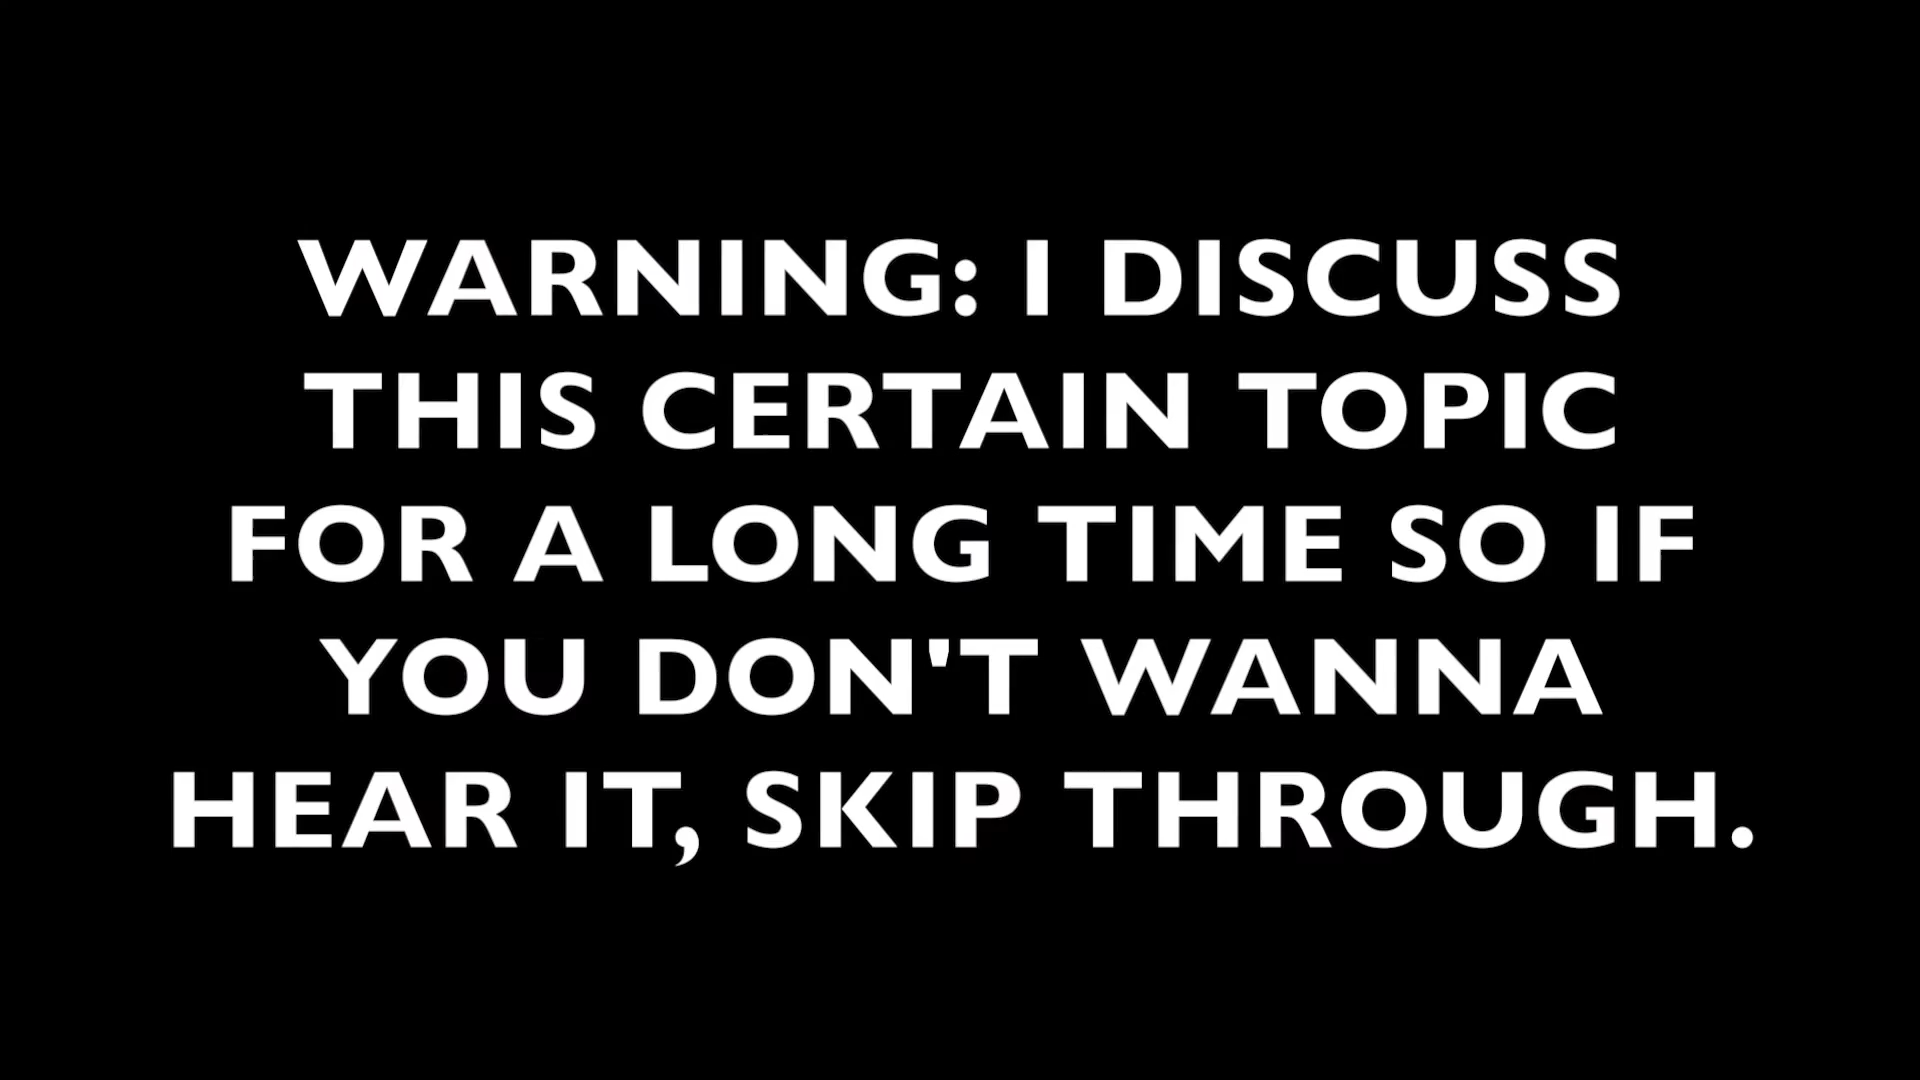 WARNING: I DISCUSS
THIS CERTAIN TOPIC
FOR A LONG TIME SO IF
YOU DON'T WANNA
HEAR IT, SKIP THROUGH.